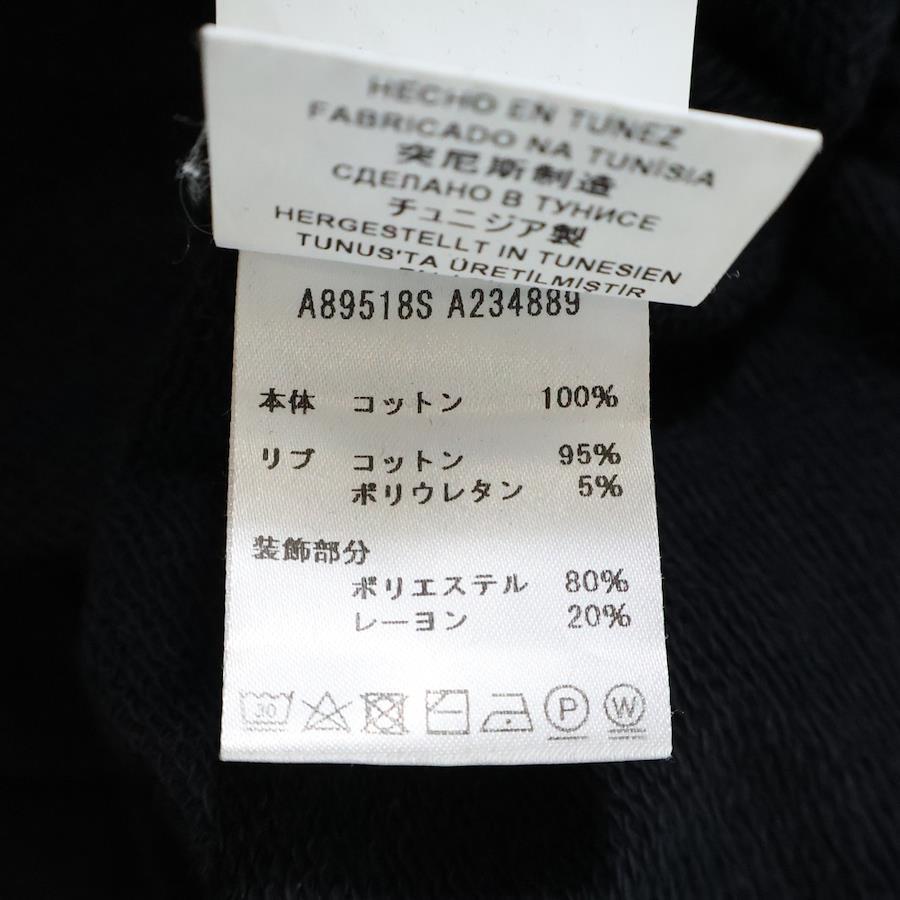 HECHO EN TUNEZ
FABRICADO NA TUNÍSIA
突尼斯制造
СДЕЛАНО В ТУНИСЕ
チュニジア製
HERGESTELLT IN TUNESIEN
TUNUS'TA ÜRETILMIŞTIR
A89518S A234889
本体 コットン 100%
リブ コットン 95%
ポリウレタン 5%
装飾部分
ポリエステル 80%
レーヨン 20%
30 P W